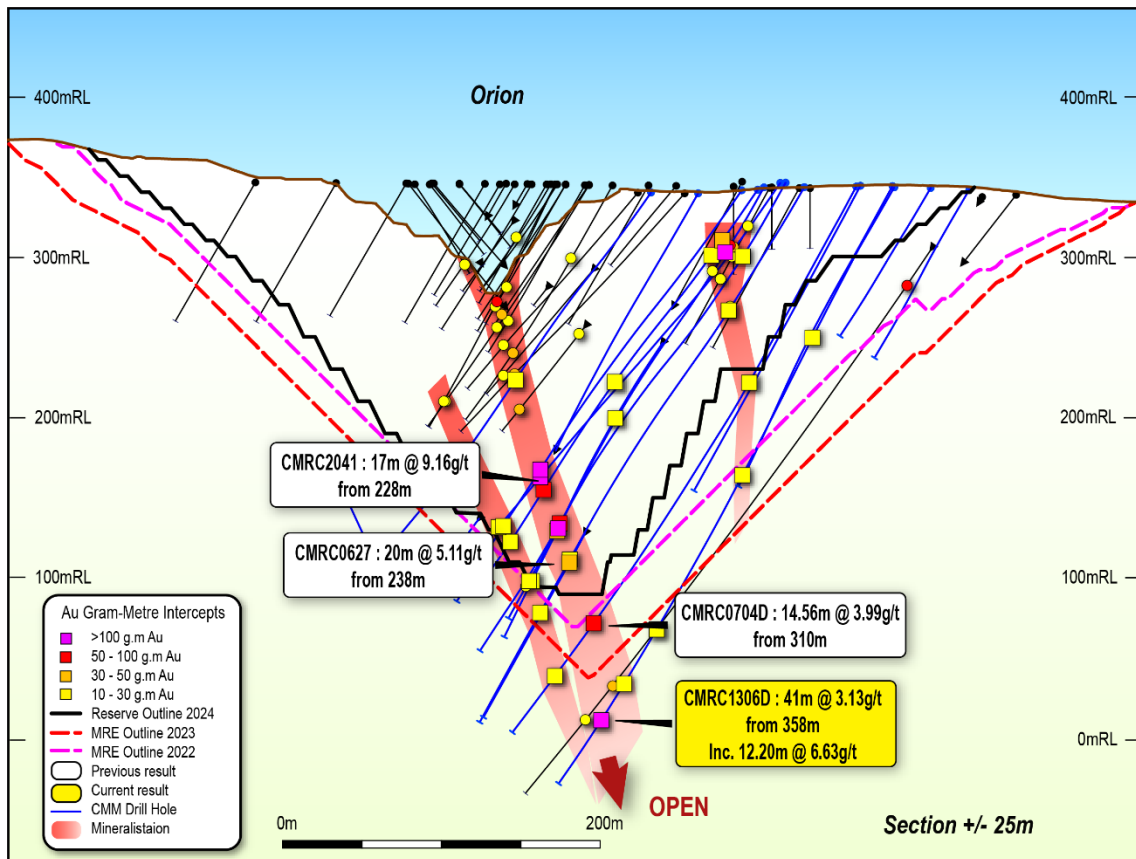 Orion
400mRL
400mRL
300mRL
300mRL
200mRL
200mRL
CMRC2041 : 17m @ 9.16g/t
from 228m
CMRC0627 : 20m @ 5.11g/t
from 238m
100mRL
100mRL
CMRC0704D : 14.56m @ 3.99g/t
from 310m
CMRC1306D : 41m @ 3.13g/t
from 358m
Inc. 12.20m @ 6.63g/t
0mRL
Au Gram-Metre Intercepts
>100 g.m Au
50 - 100 g.m Au
30 - 50 g.m Au
10 - 30 g.m Au
Reserve Outline 2024
MRE Outline 2023
MRE Outline 2022
Previous result
Current result
CMM Drill Hole
Mineralistaion
OPEN
0m
200m
Section +/- 25m